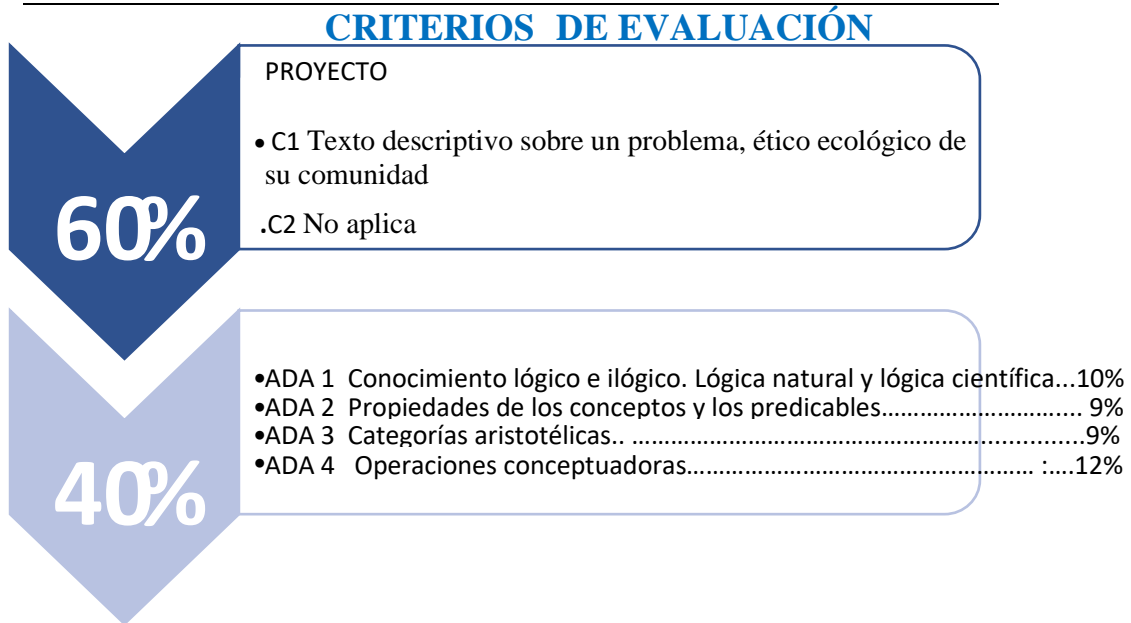 CRITERIOS DE EVALUACIÓN
PROYECTO
• C1 Texto descriptivo sobre un problema, ético ecológico de
su comunidad
.C2 No aplica
60%
•ADA 1 Conocimiento lógico e ilógico. Lógica natural y lógica científica...10%
•ADA 2 Propiedades de los conceptos y los predicables................................. 9%
•ADA 3 Categorías aristotélicas.. ..........................................................................9%
•ADA 4 Operaciones conceptuadoras......................................................... :....12%
40%